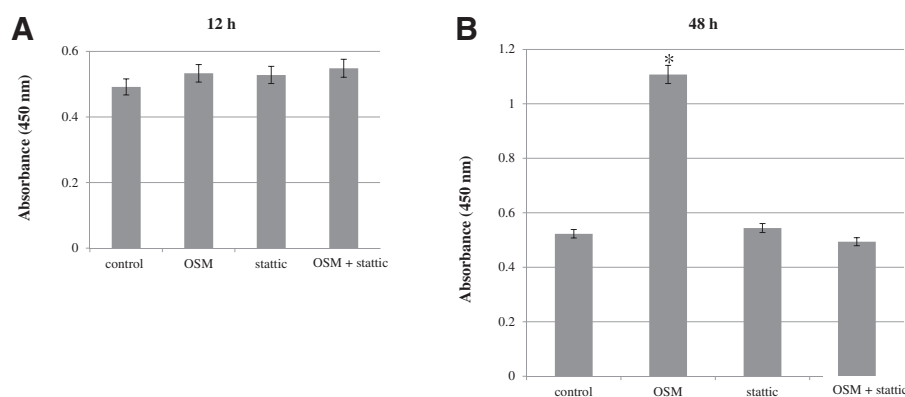 A
12 h
Absorbance (450 nm)
0.6
0.4
0.2
0
control OSM stattic OSM + stattic
B
48 h
Absorbance (450 nm)
1.2
1
0.8
0.6
0.4
0.2
0
*
control OSM stattic OSM + stattic